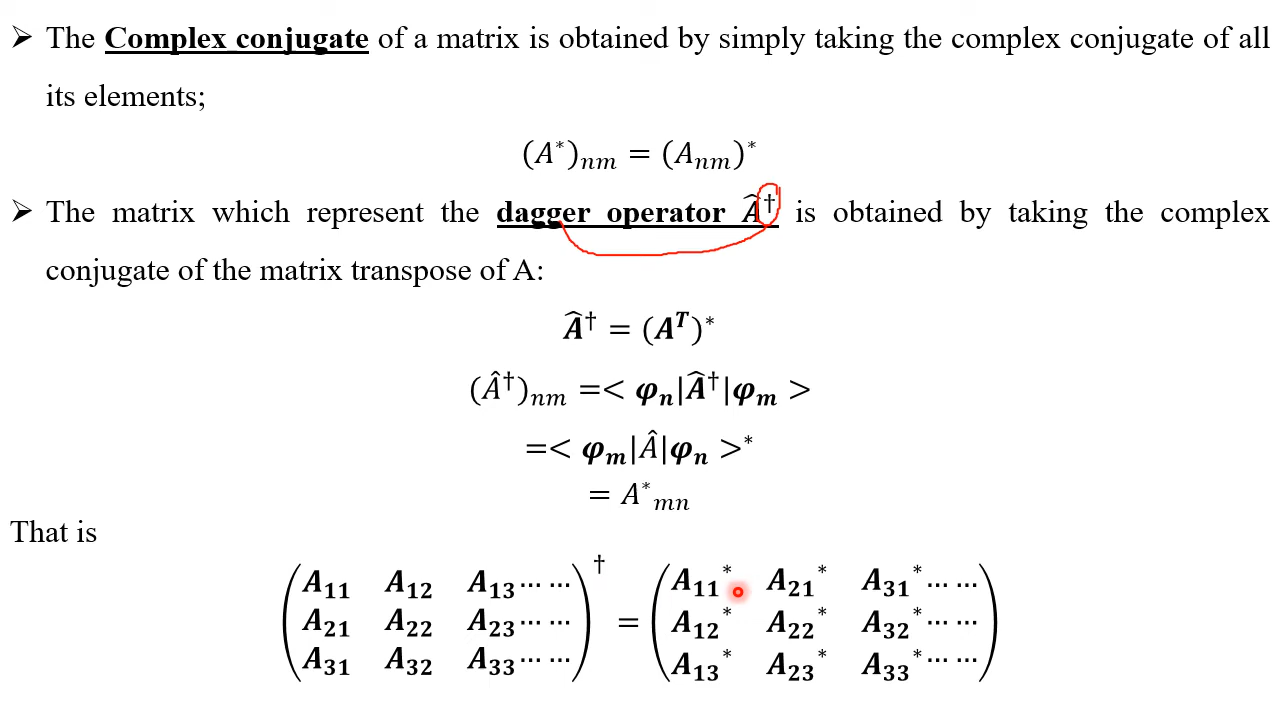 ➤ The Complex conjugate of a matrix is obtained by simply taking the complex conjugate of all
its elements;
(A*)ₙₘ = (Aₙₘ)*
➤ The matrix which represent the dagger operator Â† is obtained by taking the complex
conjugate of the matrix transpose of A:
Â† = (Aᵀ)*
(Â†)ₙₘ =< φₙ|Â†|φₘ >
=< φₘ|Â|φₙ >*
= A*ₘₙ
That is
( A₁₁ A₁₂ A₁₃ ⋯ ⋯ )† = ( A₁₁* A₂₁* A₃₁* ⋯ ⋯ )
( A₂₁ A₂₂ A₂₃ ⋯ ⋯ ) ( A₁₂* A₂₂* A₃₂* ⋯ ⋯ )
( A₃₁ A₃₂ A₃₃ ⋯ ⋯ ) ( A₁₃* A₂₃* A₃₃* ⋯ ⋯ )